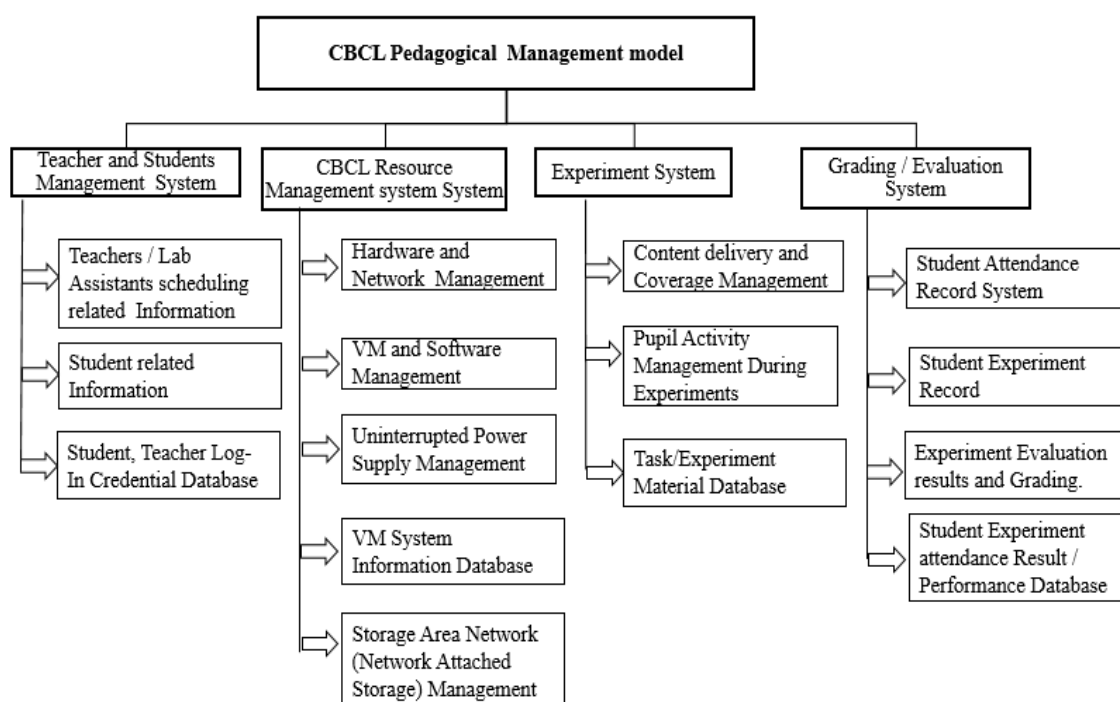 CBCL Pedagogical Management model
Teacher and Students
Management System
Teachers / Lab
Assistants scheduling
related Information
Student related
Information
Student, Teacher Log-
In Credential Database
CBCL Resource
Management system System
Hardware and
Network Management
VM and Software
Management
Uninterrupted Power
Supply Management
VM System
Information Database
Storage Area Network
(Network Attached
Storage) Management
Experiment System
Content delivery and
Coverage Management
Pupil Activity
Management During
Experiments
Task/Experiment
Material Database
Grading / Evaluation
System
Student Attendance
Record System
Student Experiment
Record
Experiment Evaluation
results and Grading.
Student Experiment
attendance Result /
Performance Database